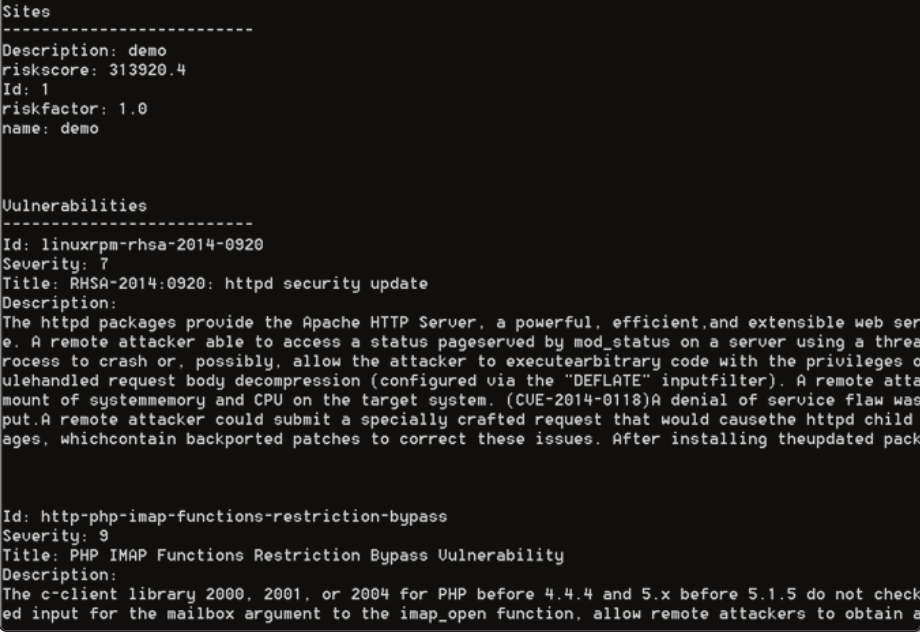 Sites
--------------------------
Description: demo
riskscore: 313920.4
Id: 1
riskfactor: 1.0
name: demo
Vulnerabilities
--------------------------
Id: linuxrpm-rhsa-2014-0920
Severity: 7
Title: RHSA-2014:0920: httpd security update
Description:
The httpd packages provide the Apache HTTP Server, a powerful, efficient,and extensible web ser
e. A remote attacker able to access a status pageserved by mod_status on a server using a threa
rocess to crash or, possibly, allow the attacker to executearbitrary code with the privileges o
ulehandled request body decompression (configured via the "DEFLATE" inputfilter). A remote atta
mount of systemmemory and CPU on the target system. (CVE-2014-0118)A denial of service flaw was
put.A remote attacker could submit a specially crafted request that would causethe httpd child
ages, whichcontain backported patches to correct these issues. After installing theupdated pack
Id: http-php-imap-functions-restriction-bypass
Severity: 9
Title: PHP IMAP Functions Restriction Bypass Vulnerability
Description:
The c-client library 2000, 2001, or 2004 for PHP before 4.4.4 and 5.x before 5.1.5 do not check
ed input for the mailbox argument to the imap_open function, allow remote attackers to obtain a